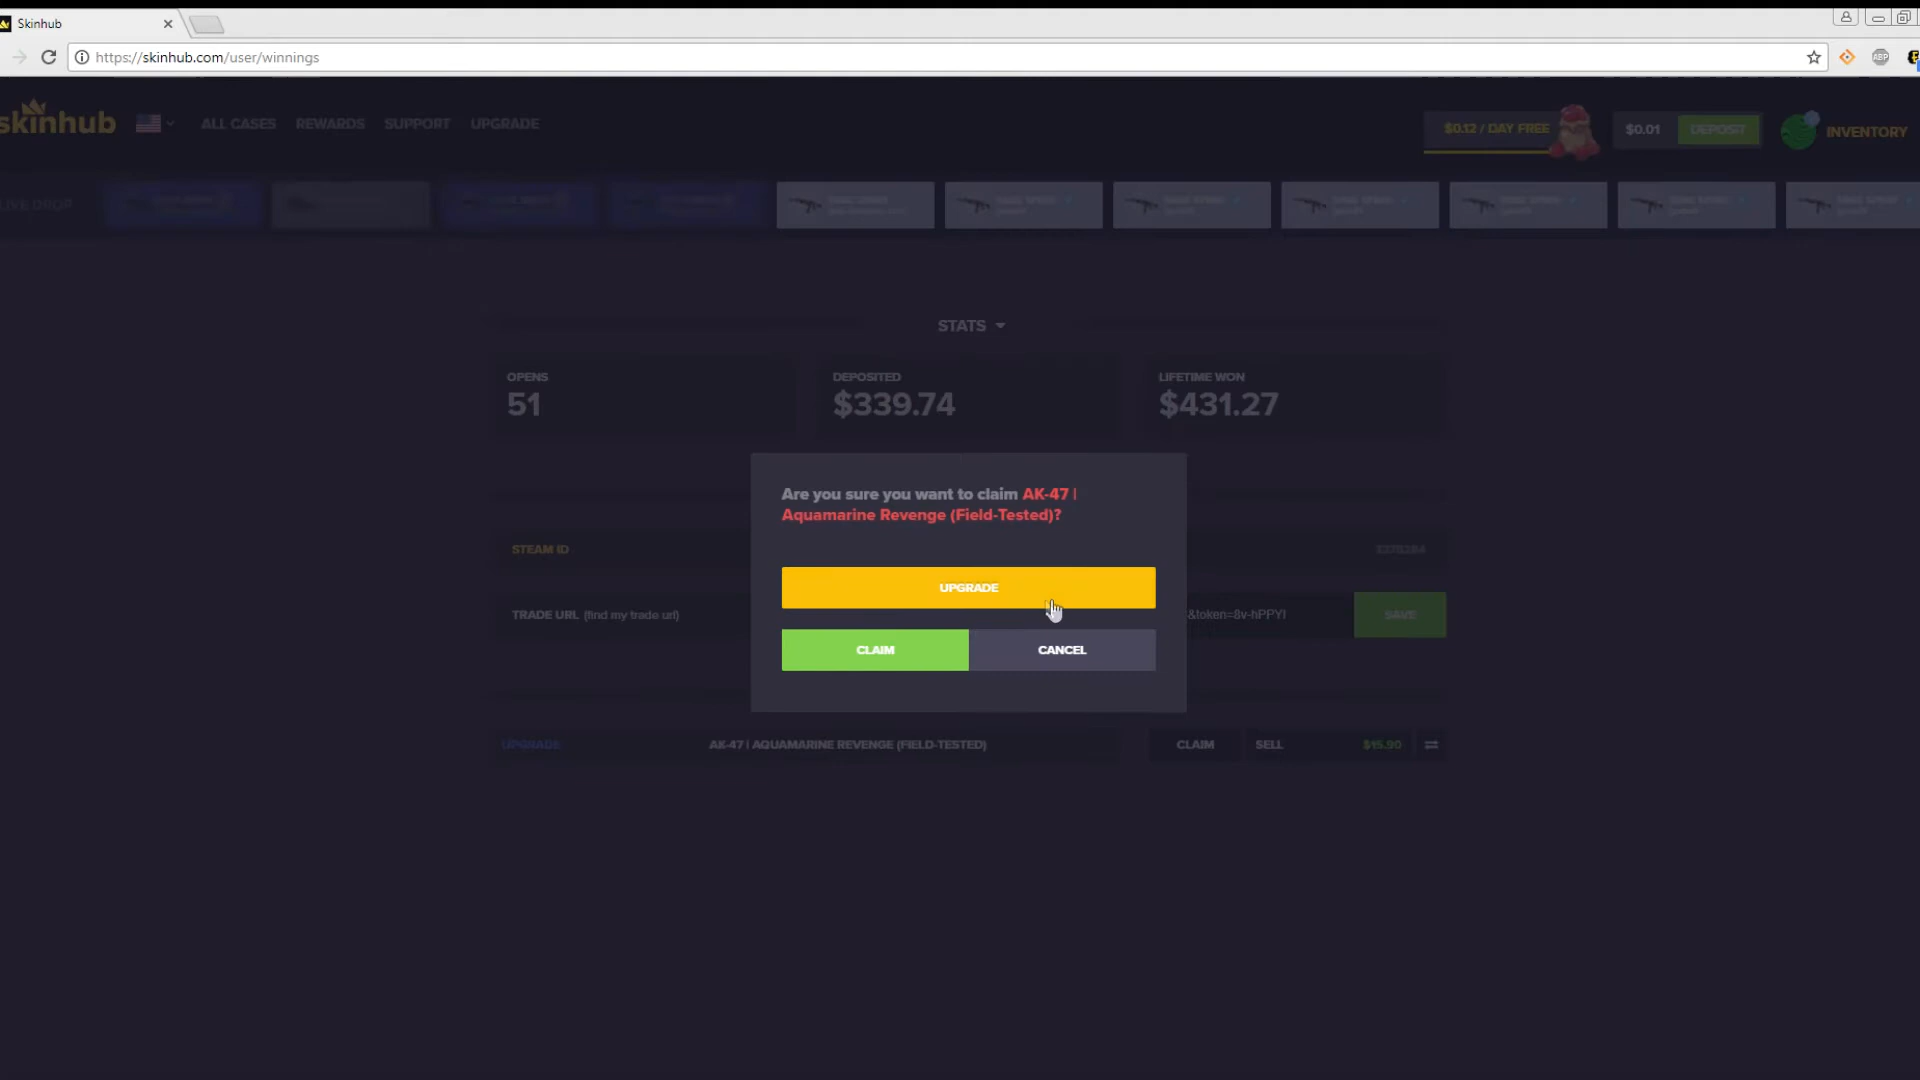 Skinhub
https://skinhub.com/user/winnings
ABP
skinhub ALL CASES REWARDS SUPPORT UPGRADE $0.12 / DAY FREE $0.01 DEPOSIT INVENTORY
LIVE DROP
STATS
OPENS DEPOSITED LIFETIME WON
51 $339.74 $431.27
Are you sure you want to claim AK-47 |
Aquamarine Revenge (Field-Tested)?
STEAM ID
UPGRADE
TRADE URL (find my trade url) &token=8v-hPPYI SAVE
CLAIM CANCEL
UPGRADE AK-47 | AQUAMARINE REVENGE (FIELD-TESTED) CLAIM SELL $15.90